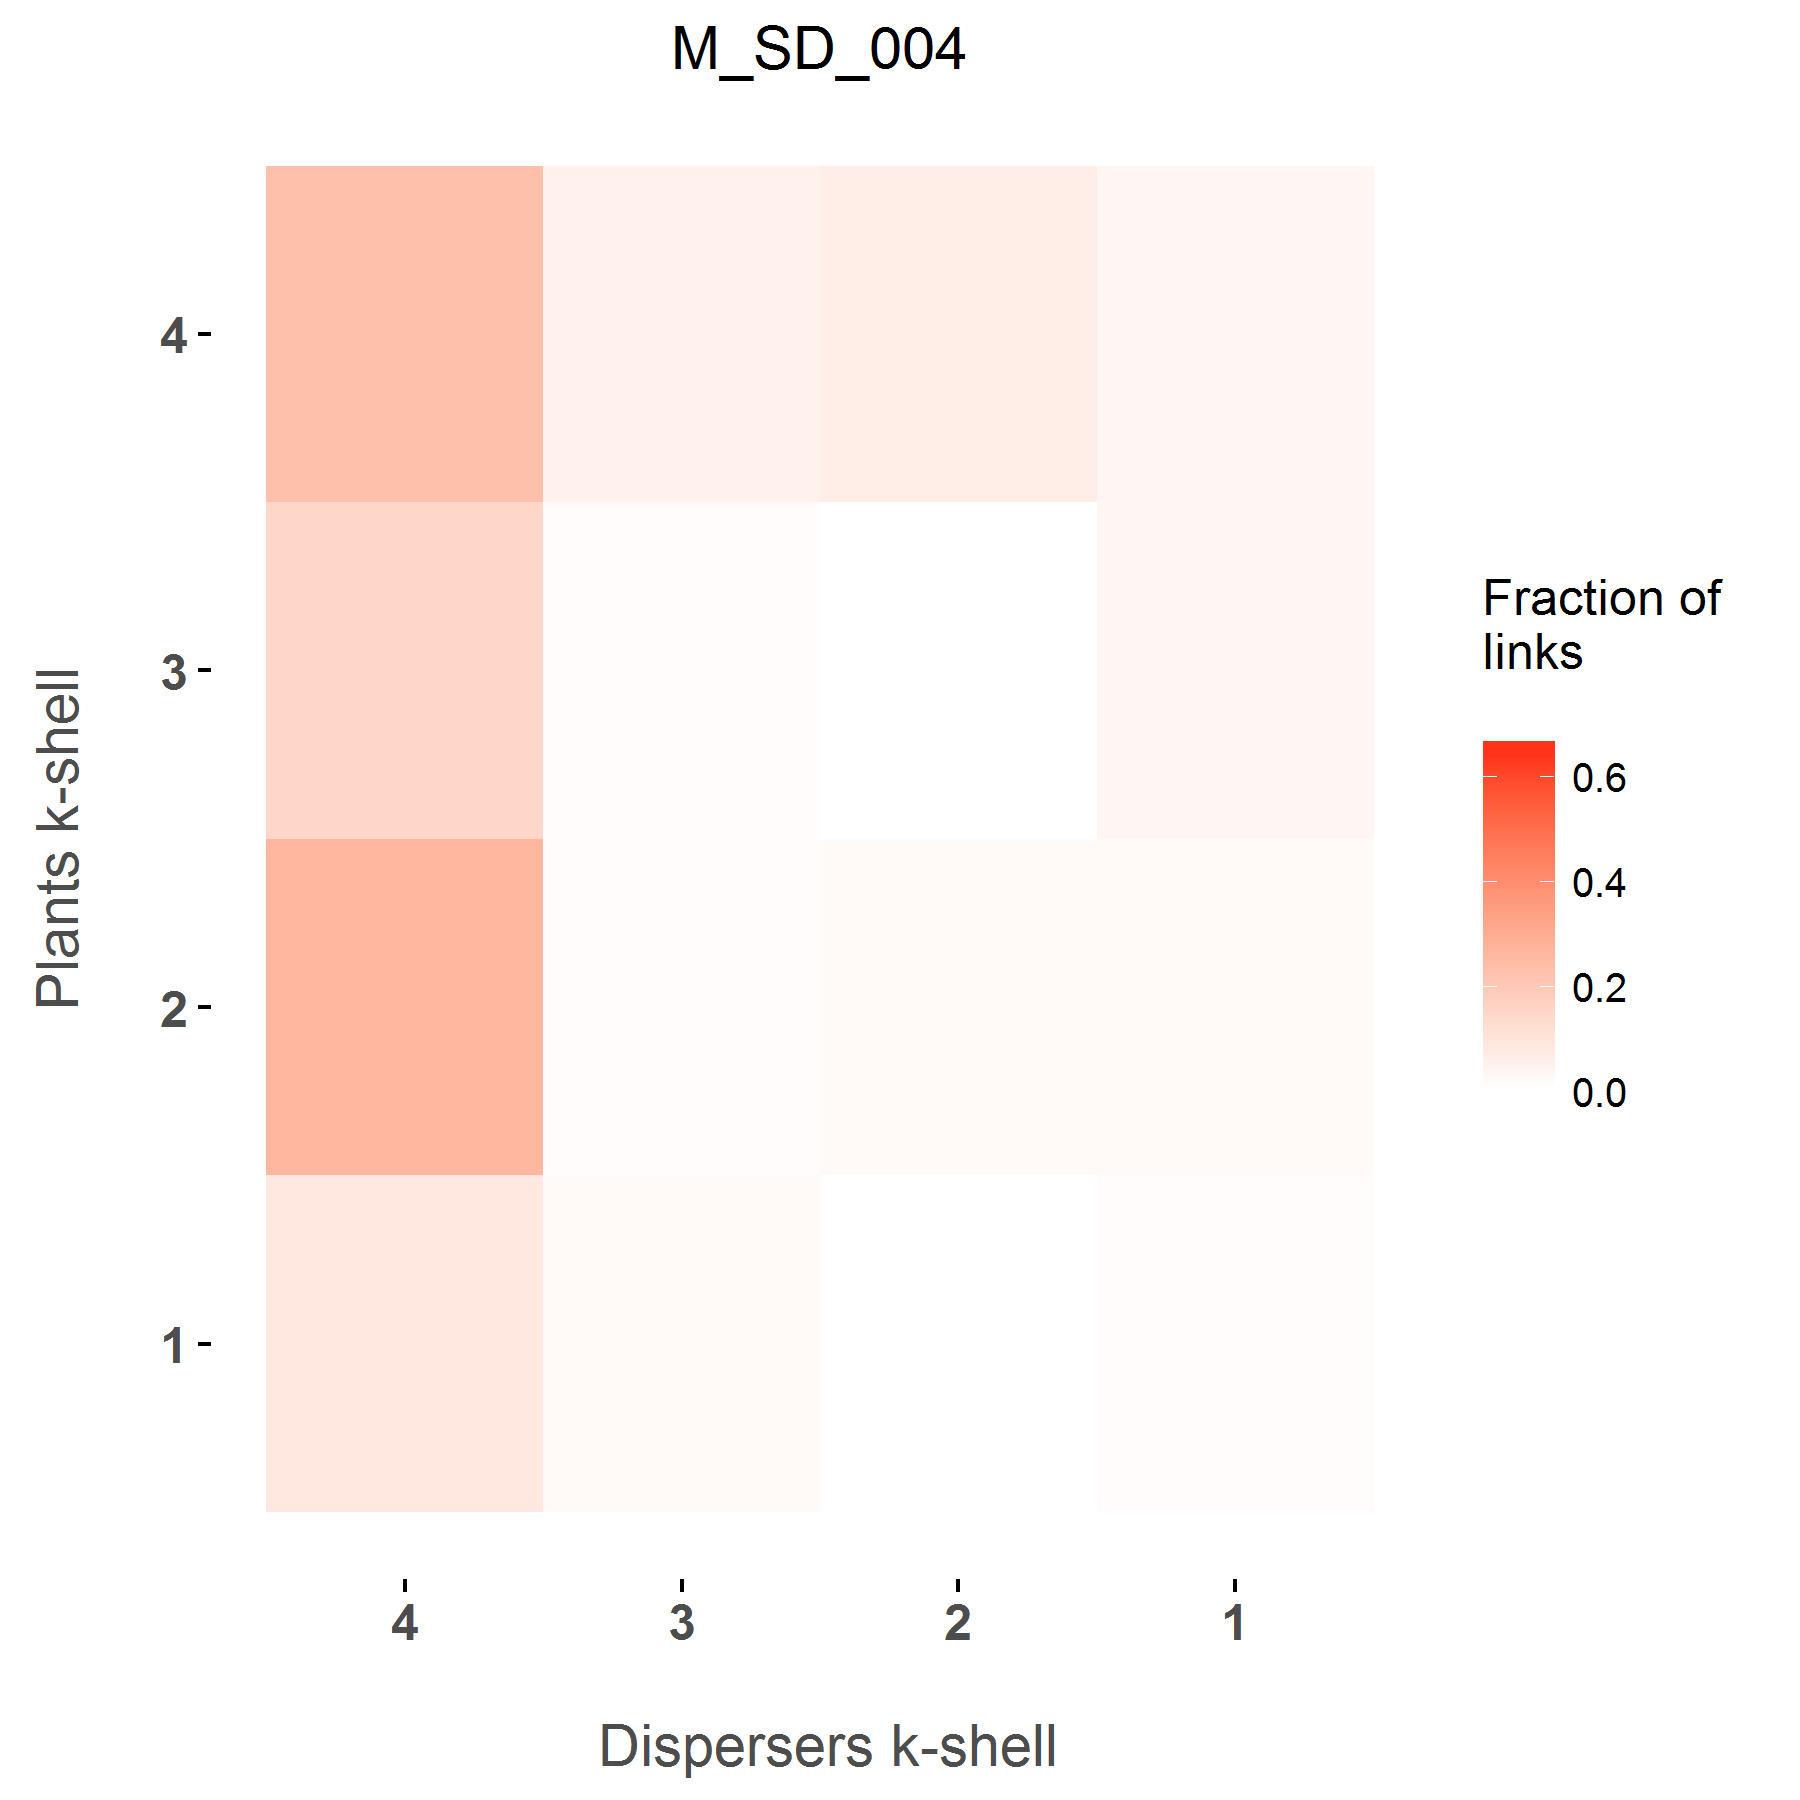 M_SD_004
Plants k-shell
4
3
2
1
4 3 2 1
Dispersers k-shell
Fraction of
links
0.6
0.4
0.2
0.0